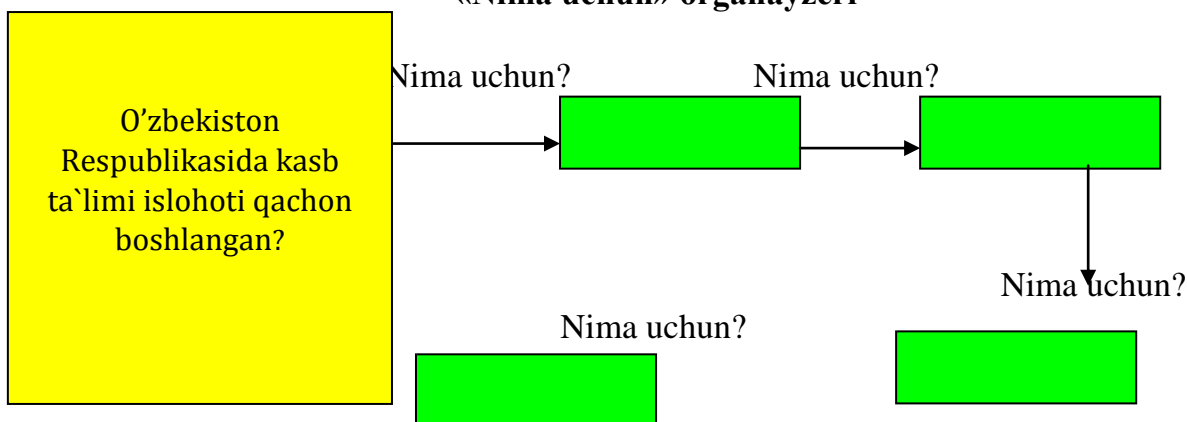 «Nima uchun» organayzeri
Nima uchun? Nima uchun?
O’zbekiston
Respublikasida kasb
ta`limi islohoti qachon
boshlangan?
Nima uchun?
Nima uchun?